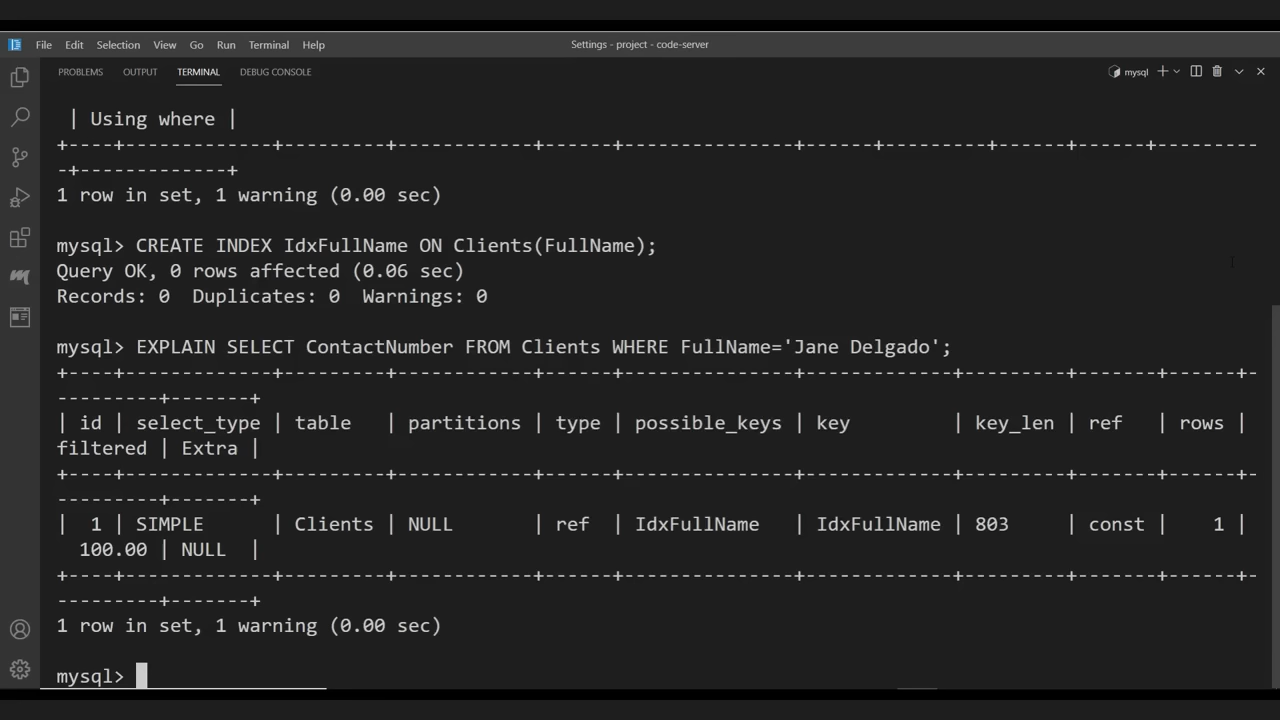 File Edit Selection View Go Run Terminal Help Settings - project - code-server
PROBLEMS OUTPUT TERMINAL DEBUG CONSOLE mysql
| Using where |
+----+-------------+---------+------------+------+---------------+------+---------+------+------+---------
-+-------------+
1 row in set, 1 warning (0.00 sec)
mysql> CREATE INDEX IdxFullName ON Clients(FullName);
Query OK, 0 rows affected (0.06 sec)
Records: 0  Duplicates: 0  Warnings: 0
mysql> EXPLAIN SELECT ContactNumber FROM Clients WHERE FullName='Jane Delgado';
+----+-------------+---------+------------+------+---------------+-------------+---------+-------+------+-
---------+-------+
| id | select_type | table   | partitions | type | possible_keys | key         | key_len | ref   | rows |
filtered | Extra |
+----+-------------+---------+------------+------+---------------+-------------+---------+-------+------+-
---------+-------+
|  1 | SIMPLE      | Clients | NULL       | ref  | IdxFullName   | IdxFullName | 803     | const |    1 |
100.00 | NULL  |
+----+-------------+---------+------------+------+---------------+-------------+---------+-------+------+-
---------+-------+
1 row in set, 1 warning (0.00 sec)
mysql>